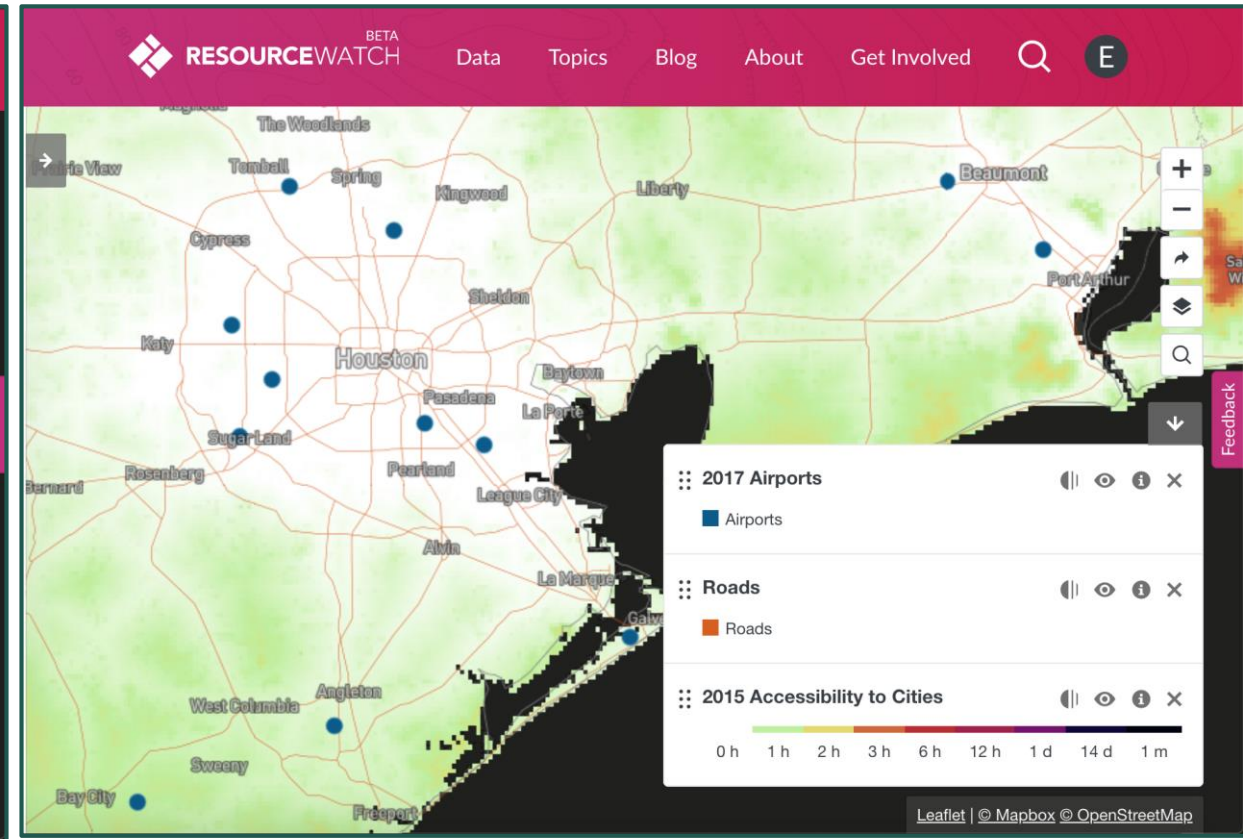 BETA
RESOURCEWATCH
Data Topics Blog About Get Involved
E
The Woodlands
Prairie View
Tomball
Spring
Kingwood
Liberty
Beaumont
Cypress
Sheldon
Port Arthur
Katy
Houston
Baytown
Pasadena
La Porte
Sugar Land
Pearland
Rosenberg
League City
Alvin
La Marque
Angleton
West Columbia
Sweeny
Bay City
Freeport
Feedback
2017 Airports
Airports
Roads
Roads
2015 Accessibility to Cities
0 h 1 h 2 h 3 h 6 h 12 h 1 d 14 d 1 m
Leaflet | © Mapbox © OpenStreetMap